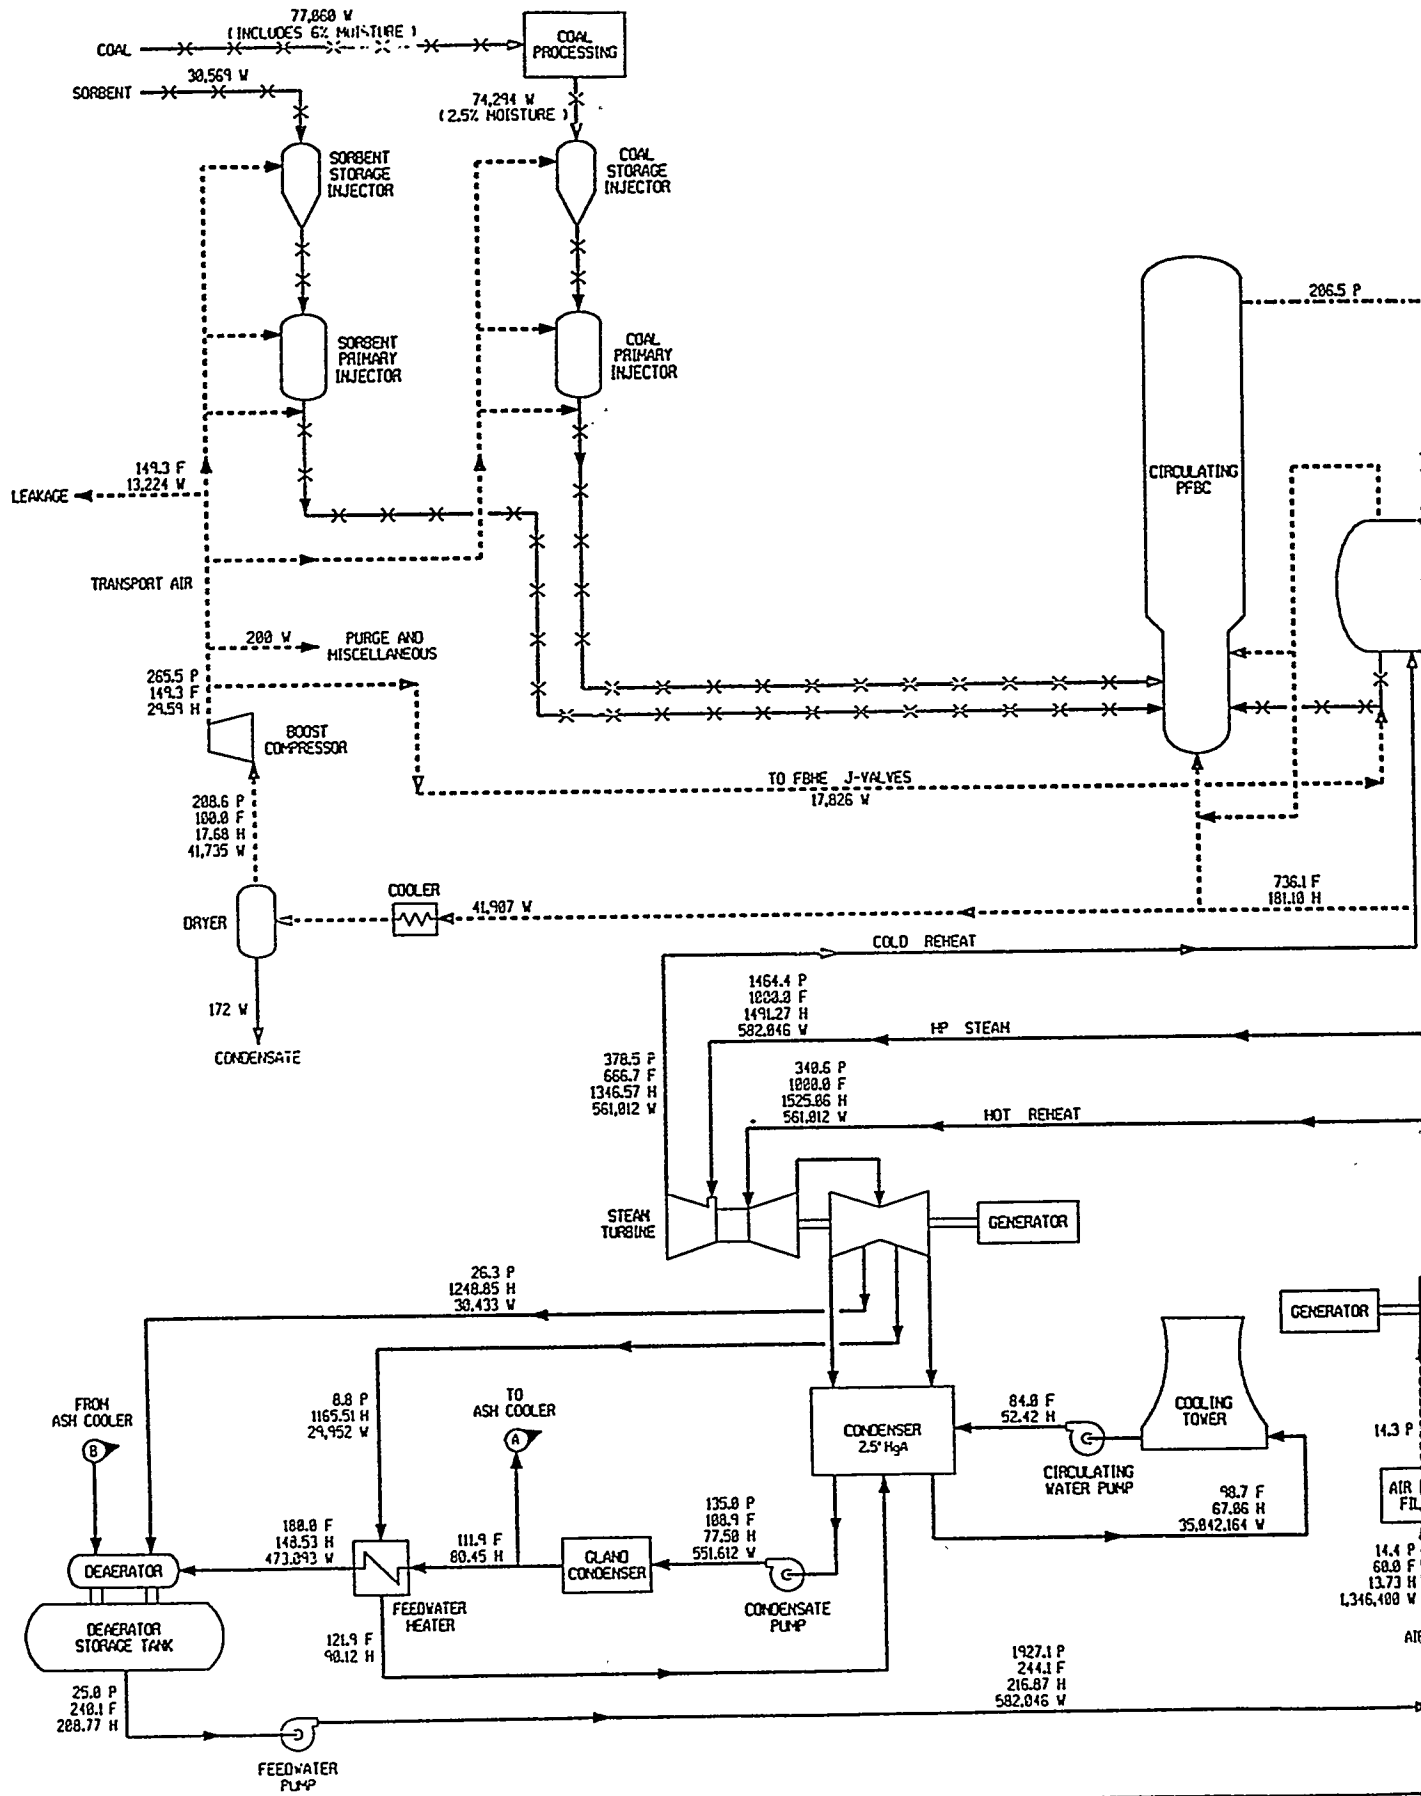 77,060 W
(INCLUDES 6% MOISTURE)
COAL
COAL
PROCESSING
30,569 W
SORBENT
74,294 W
(2.5% MOISTURE)
SORBENT
STORAGE
INJECTOR
COAL
STORAGE
INJECTOR
206.5 P
SORBENT
PRIMARY
INJECTOR
COAL
PRIMARY
INJECTOR
149.3 F
13,224 W
LEAKAGE
CIRCULATING
PFBC
TRANSPORT AIR
200 W
PURGE AND
MISCELLANEOUS
265.5 P
149.3 F
29.59 H
BOOST
COMPRESSOR
TO FBHE J-VALVES
17,826 W
208.6 P
100.0 F
17.68 H
41,735 W
COOLER
DRYER
41,907 W
736.1 F
181.10 H
COLD REHEAT
172 W
CONDENSATE
1464.4 P
1000.0 F
1491.27 H
582,046 W
HP STEAM
378.5 P
666.7 F
1346.57 H
561,012 W
340.6 P
1000.0 F
1525.06 H
561,012 W
HOT REHEAT
STEAM
TURBINE
GENERATOR
26.3 P
1248.85 H
30,433 W
GENERATOR
FROM
ASH COOLER
B
8.8 P
1165.51 H
29,952 W
TO
ASH COOLER
A
CONDENSER
2.5" HgA
84.0 F
52.42 H
COOLING
TOWER
CIRCULATING
WATER PUMP
14.3 P
98.7 F
67.06 H
35,042,164 W
AIR
FIL
135.0 P
108.9 F
77.50 H
551,612 W
180.0 F
148.53 H
473,093 W
111.9 F
80.45 H
GLAND
CONDENSER
DEAERATOR
14.4 P
60.0 F
13.73 H
1,346,400 W
FEEDWATER
HEATER
CONDENSATE
PUMP
DEAERATOR
STORAGE TANK
121.9 F
90.12 H
AIR
1927.1 P
244.1 F
216.87 H
582,046 W
25.0 P
240.1 F
208.77 H
FEEDWATER
PUMP